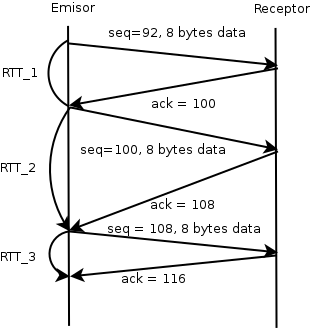 Emisor
Receptor
seq=92, 8 bytes data
RTT_1
ack = 100
seq=100, 8 bytes data
RTT_2
ack = 108
seq = 108, 8 bytes data
RTT_3
ack = 116